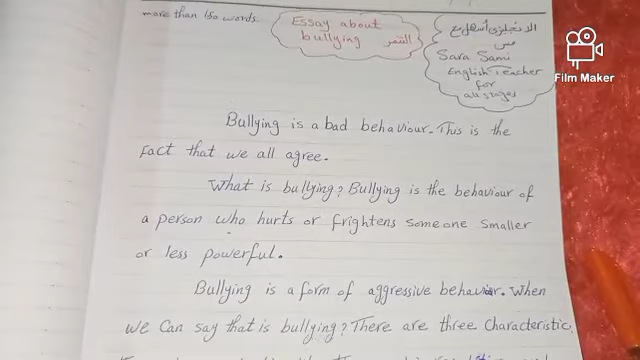 more than 150 words.
Essay about
bullying التنمر
الانجليزي أسهل مع
مس
Sara Sami
English Teacher
for
all stages
Film Maker
Bullying is a bad behaviour. This is the
fact that we all agree.
What is bullying? Bullying is the behaviour of
a person who hurts or frightens someone smaller
or less powerful.
Bullying is a form of aggressive behavior. When
we Can say that is bullying? There are three Characteristic